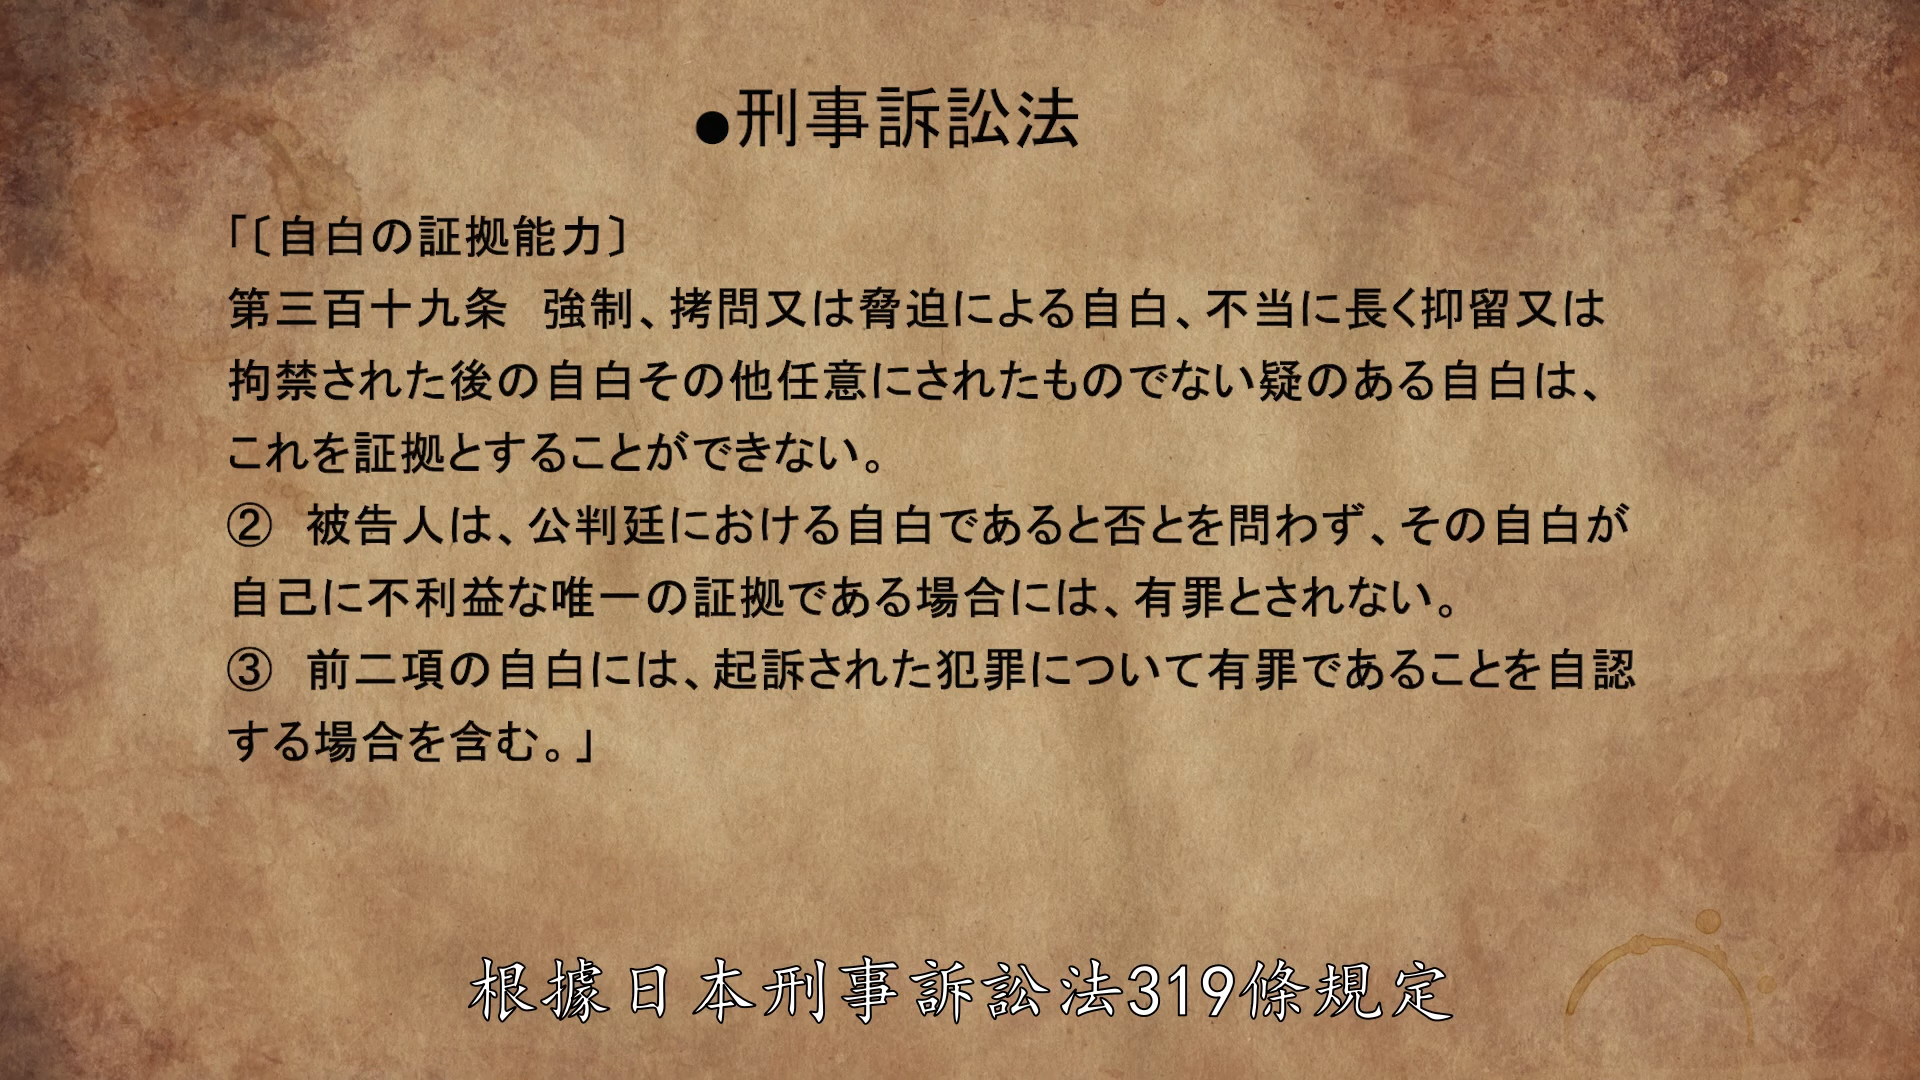 ●刑事訴訟法
「〔自白の証拠能力〕
第三百十九条　強制、拷問又は脅迫による自白、不当に長く抑留又は
拘禁された後の自白その他任意にされたものでない疑のある自白は、
これを証拠とすることができない。
②　被告人は、公判廷における自白であると否とを問わず、その自白が
自己に不利益な唯一の証拠である場合には、有罪とされない。
③　前二項の自白には、起訴された犯罪について有罪であることを自認
する場合を含む。」
根據日本刑事訴訟法319條規定